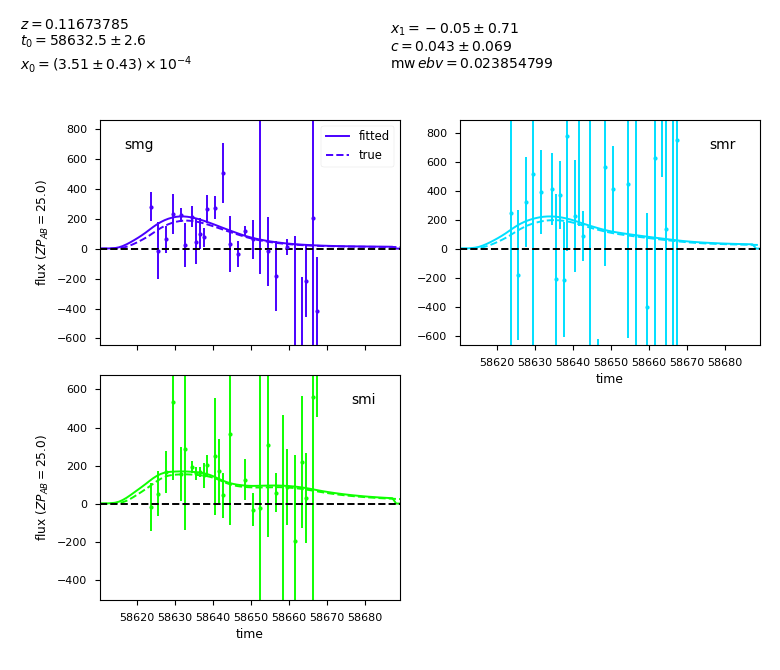 z = 0.11673785
t₀ = 58632.5 ± 2.6
x₀ = (3.51 ± 0.43) × 10⁻⁴
x₁ = −0.05 ± 0.71
c = 0.043 ± 0.069
mw ebv = 0.023854799
800
600
400
200
0
−200
−400
−600
flux (ZP_AB = 25.0)
smg
fitted
true
800
600
400
200
0
−200
−400
−600
smr
58620 58630 58640 58650 58660 58670 58680
time
600
400
200
0
−200
−400
flux (ZP_AB = 25.0)
smi
58620 58630 58640 58650 58660 58670 58680
time